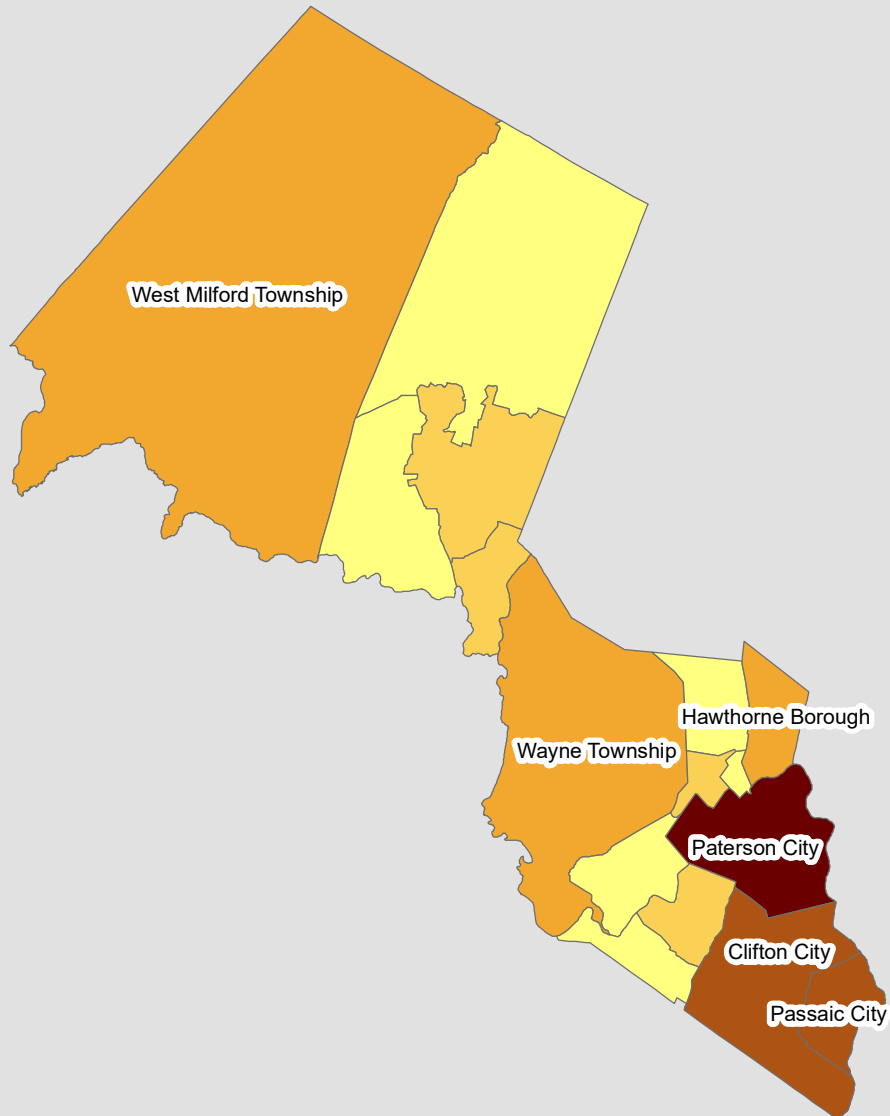 West Milford Township
Hawthorne Borough
Wayne Township
Paterson City
Clifton City
Passaic City